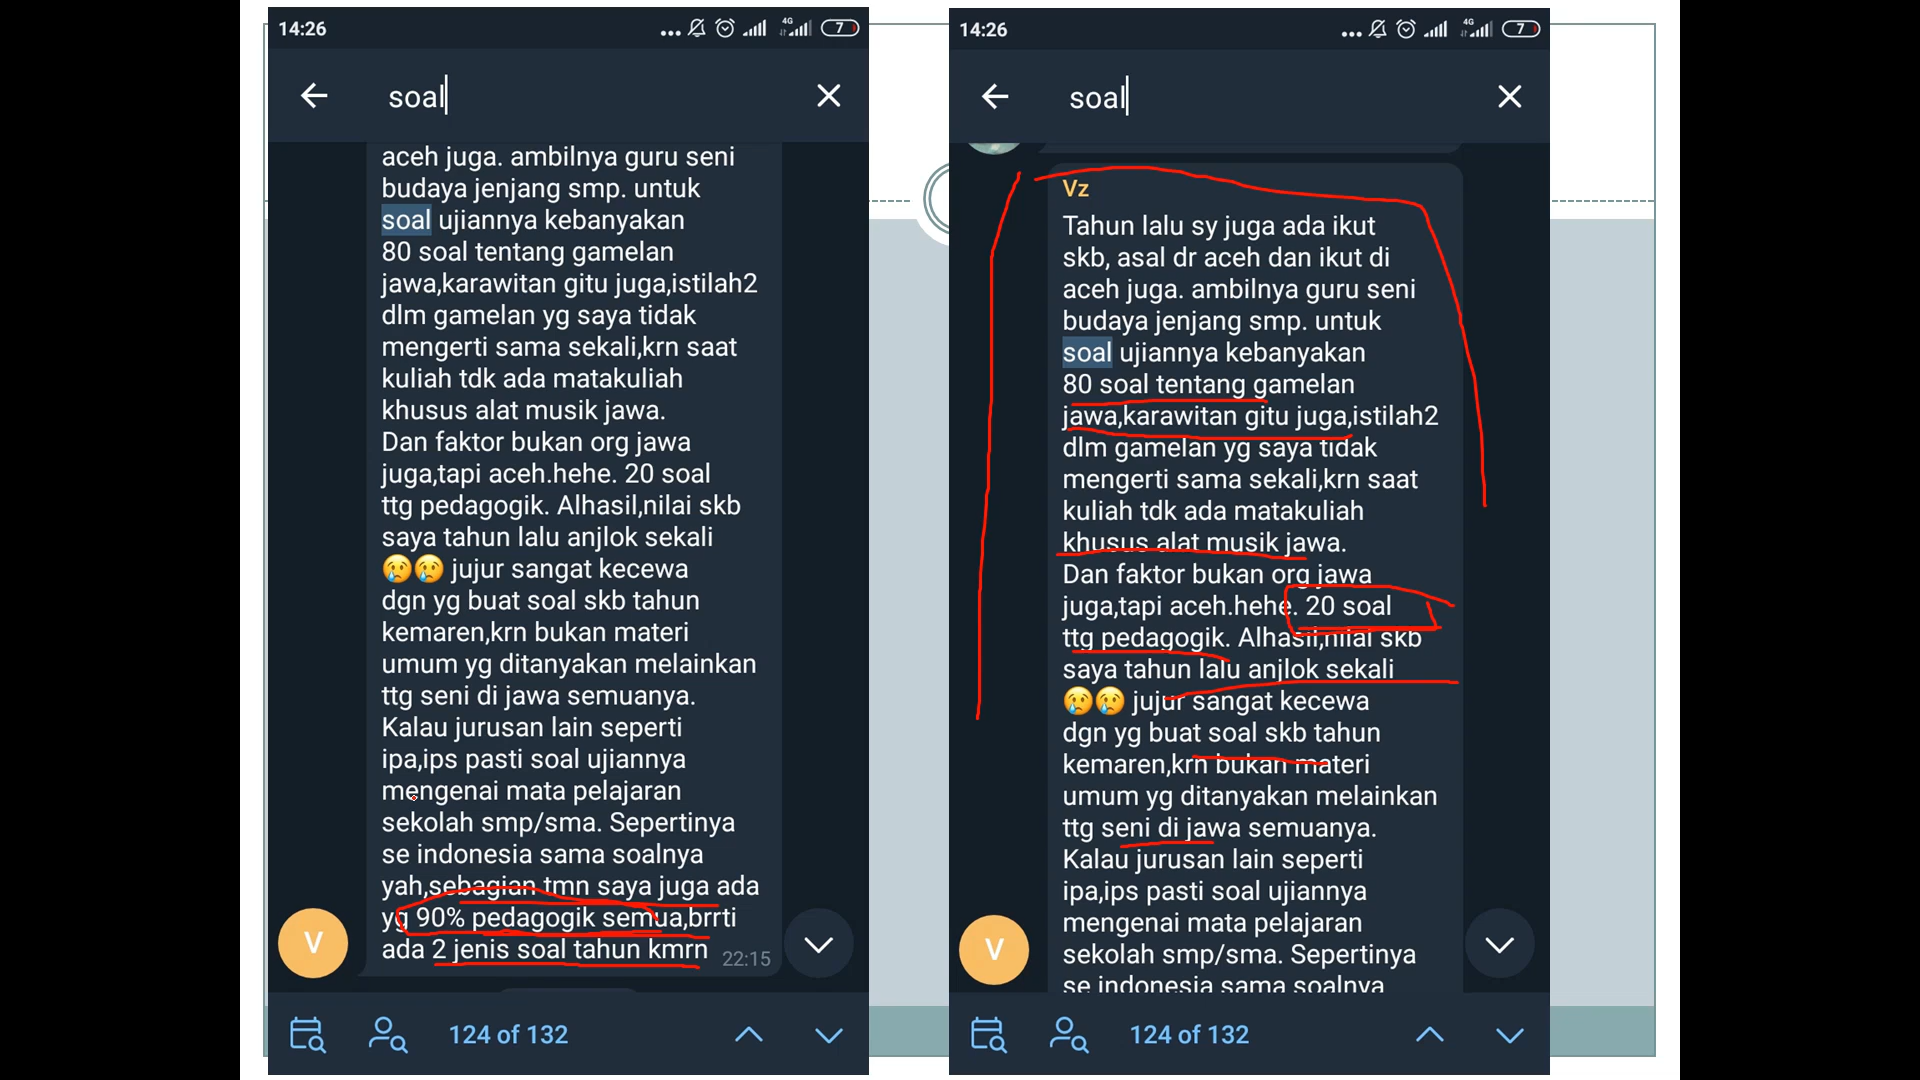 14:26
4G
7
soal
aceh juga. ambilnya guru seni
budaya jenjang smp. untuk
soal ujiannya kebanyakan
80 soal tentang gamelan
jawa,karawitan gitu juga,istilah2
dlm gamelan yg saya tidak
mengerti sama sekali,krn saat
kuliah tdk ada matakuliah
khusus alat musik jawa.
Dan faktor bukan org jawa
juga,tapi aceh.hehe. 20 soal
ttg pedagogik. Alhasil,nilai skb
saya tahun lalu anjlok sekali
😢😢 jujur sangat kecewa
dgn yg buat soal skb tahun
kemaren,krn bukan materi
umum yg ditanyakan melainkan
ttg seni di jawa semuanya.
Kalau jurusan lain seperti
ipa,ips pasti soal ujiannya
mengenai mata pelajaran
sekolah smp/sma. Sepertinya
se indonesia sama soalnya
yah,sebagian tmn saya juga ada
yg 90% pedagogik semua,brrti
ada 2 jenis soal tahun kmrn
22:15
V
124 of 132
14:26
4G
7
soal
Vz
Tahun lalu sy juga ada ikut
skb, asal dr aceh dan ikut di
aceh juga. ambilnya guru seni
budaya jenjang smp. untuk
soal ujiannya kebanyakan
80 soal tentang gamelan
jawa,karawitan gitu juga,istilah2
dlm gamelan yg saya tidak
mengerti sama sekali,krn saat
kuliah tdk ada matakuliah
khusus alat musik jawa.
Dan faktor bukan org jawa
juga,tapi aceh.hehe. 20 soal
ttg pedagogik. Alhasil,nilai skb
saya tahun lalu anjlok sekali
😢😢 jujur sangat kecewa
dgn yg buat soal skb tahun
kemaren,krn bukan materi
umum yg ditanyakan melainkan
ttg seni di jawa semuanya.
Kalau jurusan lain seperti
ipa,ips pasti soal ujiannya
mengenai mata pelajaran
sekolah smp/sma. Sepertinya
se indonesia sama soalnya
V
124 of 132